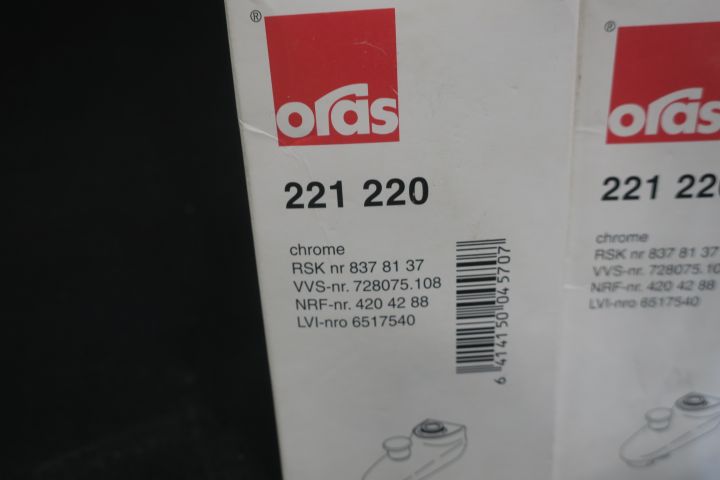 ®
oras
221 220
chrome
RSK nr 837 81 37
VVS-nr. 728075.108
NRF-nr. 420 42 88
LVI-nro 6517540
6 414150 045707
®
oras
221 22
chrome
RSK nr 837 81 37
VVS-nr. 728075.10
NRF-nr. 420 42 88
LVI-nro 6517540